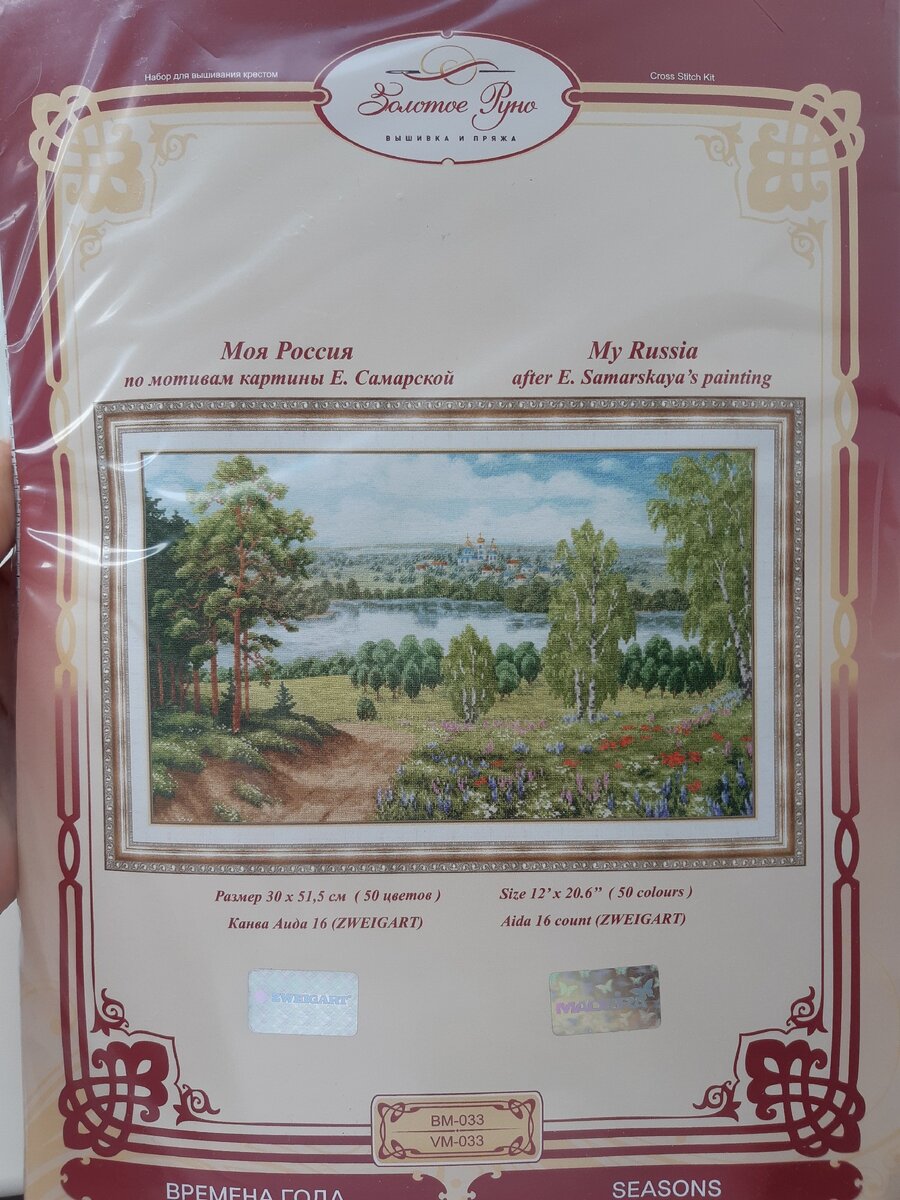 Набор для вышивания крестом
Cross Stitch Kit
Золотое Руно
ВЫШИВКА И ПРЯЖА
Моя Россия
по мотивам картины Е. Самарской
My Russia
after E. Samarskaya's painting
Размер 30 x 51,5 см ( 50 цветов )
Канва Аида 16 (ZWEIGART)
Size 12' x 20.6'' ( 50 colours )
Aida 16 count (ZWEIGART)
ZWEIGART
BM-033
VM-033
ВРЕМЕНА ГОДА
SEASONS